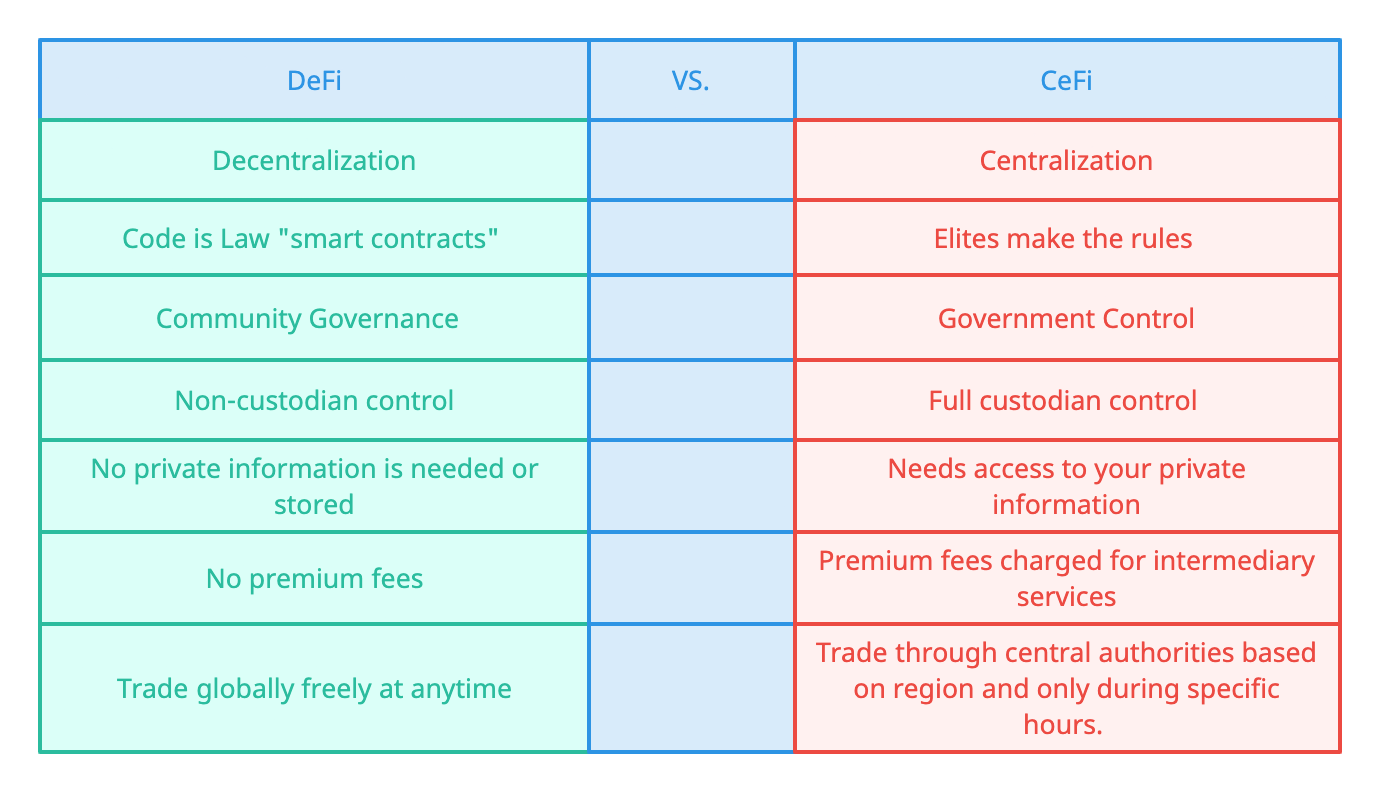 DeFi
VS.
CeFi
Decentralization
Centralization
Code is Law "smart contracts"
Elites make the rules
Community Governance
Government Control
Non-custodian control
Full custodian control
No private information is needed or
stored
Needs access to your private
information
No premium fees
Premium fees charged for intermediary
services
Trade globally freely at anytime
Trade through central authorities based
on region and only during specific
hours.